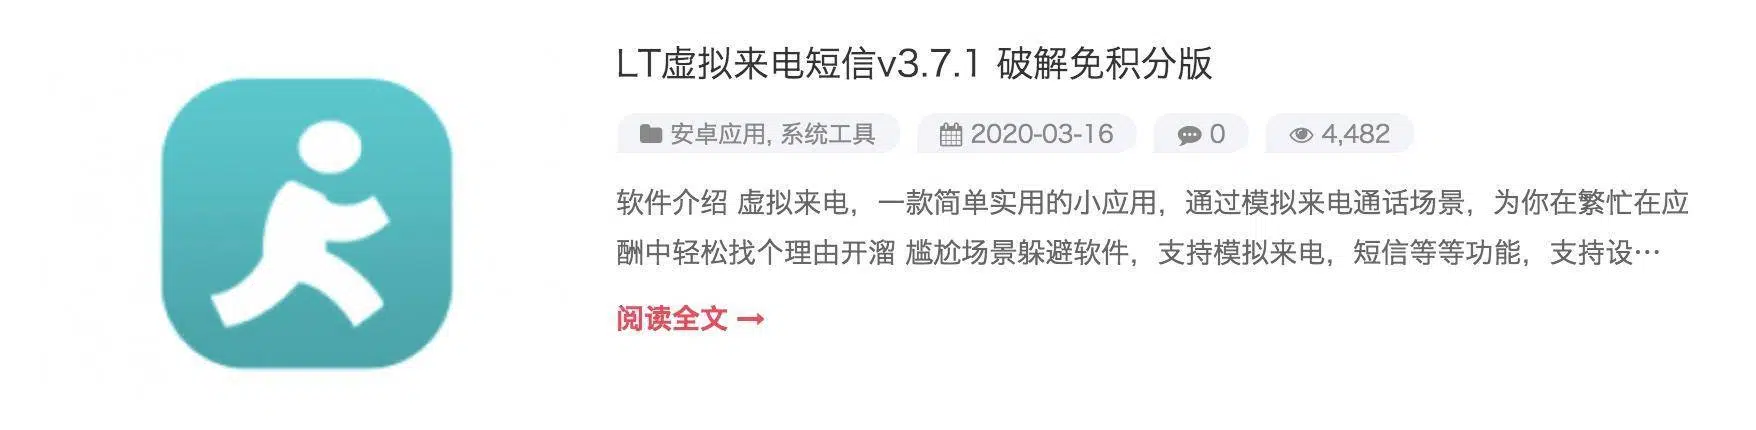 LT虚拟来电短信v3.7.1 破解免积分版
安卓应用, 系统工具 2020-03-16 0 4,482
软件介绍 虚拟来电，一款简单实用的小应用，通过模拟来电通话场景，为你在繁忙在应
酬中轻松找个理由开溜 尴尬场景躲避软件，支持模拟来电，短信等等功能，支持设…
阅读全文 →